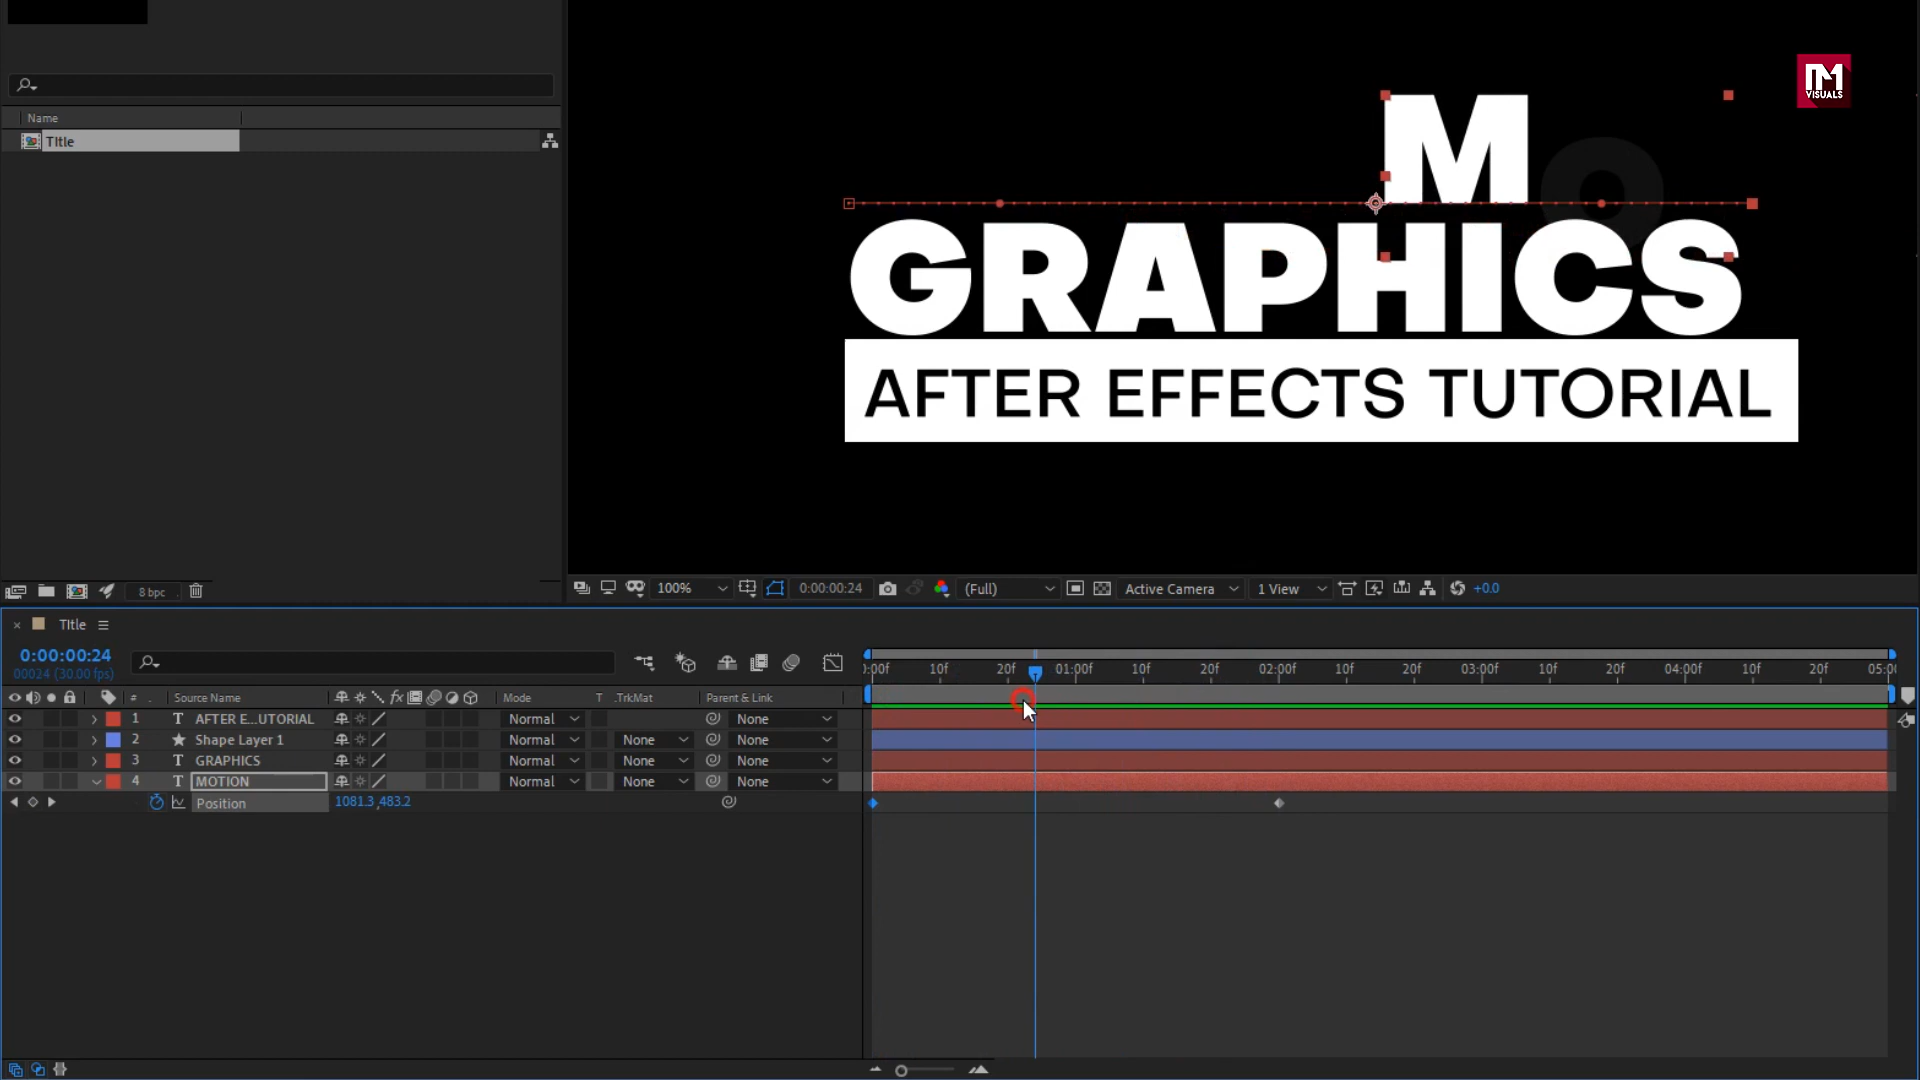 M
O
M
VISUALS
GRAPHICS
AFTER EFFECTS TUTORIAL
Name
TItle
8 bpc
100%
0:00:00:24
(Full)
Active Camera
1 View
+0.0
TItle
0:00:00:24
00024 (30.00 fps)
:00f 10f 20f 01:00f 10f 20f 02:00f 10f 20f 03:00f 10f 20f 04:00f 10f 20f 05:00
# Source Name fx Mode T .TrkMat Parent & Link
1 T AFTER E...UTORIAL Normal None
2 Shape Layer 1 Normal None None
3 T GRAPHICS Normal None None
4 T MOTION Normal None None
Position 1081.3,483.2